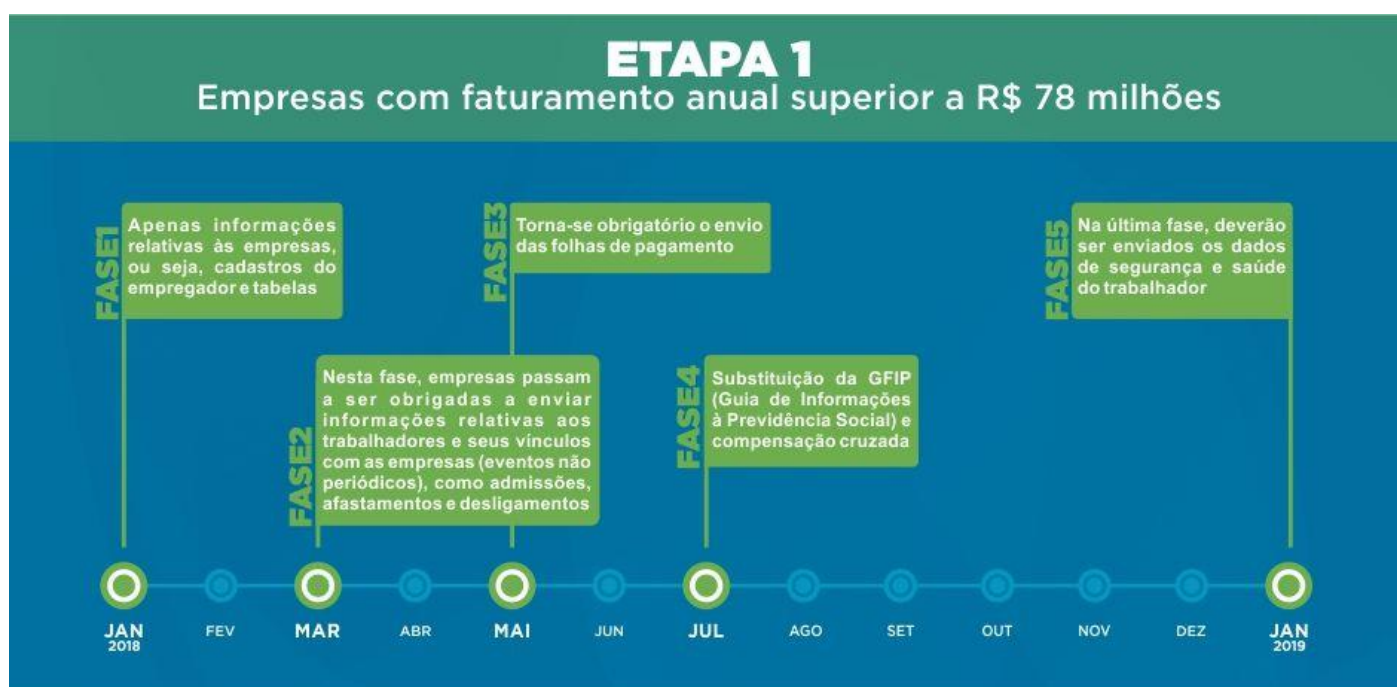 ETAPA 1
Empresas com faturamento anual superior a R$ 78 milhões
FASE1
Apenas informações
relativas às empresas,
ou seja, cadastros do
empregador e tabelas
FASE2
Nesta fase, empresas passam
a ser obrigadas a enviar
informações relativas aos
trabalhadores e seus vínculos
com as empresas (eventos não
periódicos), como admissões,
afastamentos e desligamentos
FASE3
Torna-se obrigatório o envio
das folhas de pagamento
FASE4
Substituição da GFIP
(Guia de Informações
à Previdência Social) e
compensação cruzada
FASE5
Na última fase, deverão
ser enviados os dados
de segurança e saúde
do trabalhador
JAN
2018
FEV
MAR
ABR
MAI
JUN
JUL
AGO
SET
OUT
NOV
DEZ
JAN
2019